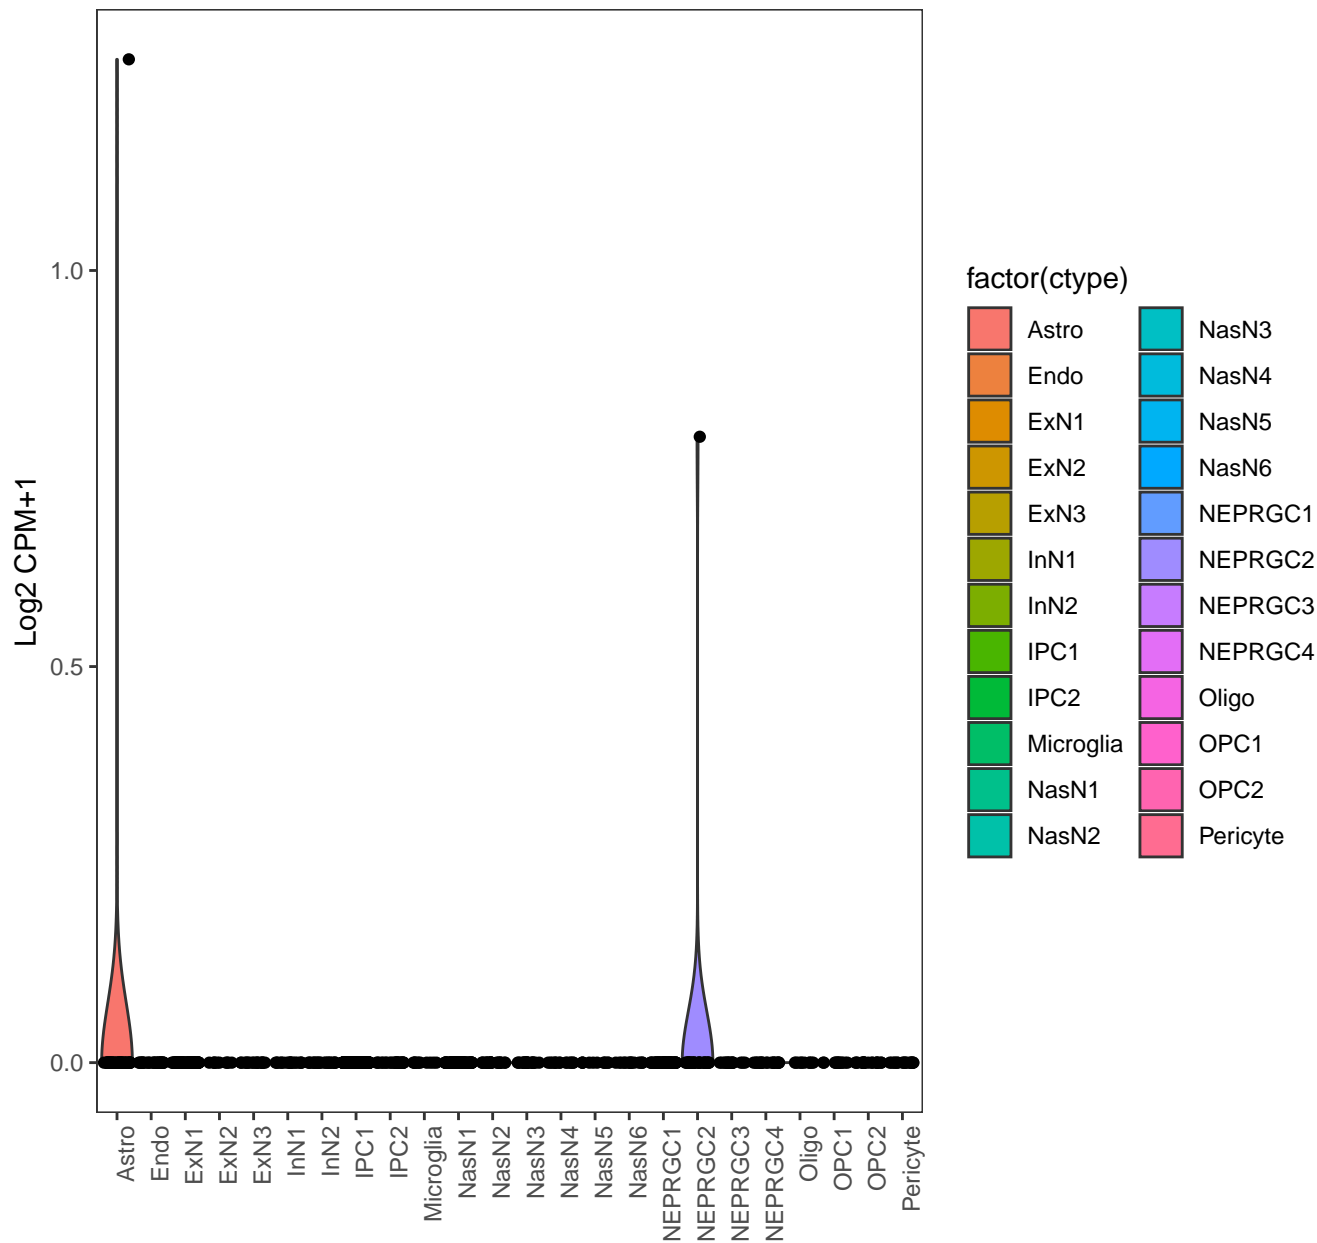 Log2 CPM+1
1.0
0.5
0.0
Astro
Endo
ExN1
ExN2
ExN3
InN1
InN2
IPC1
IPC2
Microglia
NasN1
NasN2
NasN3
NasN4
NasN5
NasN6
NEPRGC1
NEPRGC2
NEPRGC3
NEPRGC4
Oligo
OPC1
OPC2
Pericyte
factor(ctype)
Astro
Endo
ExN1
ExN2
ExN3
InN1
InN2
IPC1
IPC2
Microglia
NasN1
NasN2
NasN3
NasN4
NasN5
NasN6
NEPRGC1
NEPRGC2
NEPRGC3
NEPRGC4
Oligo
OPC1
OPC2
Pericyte